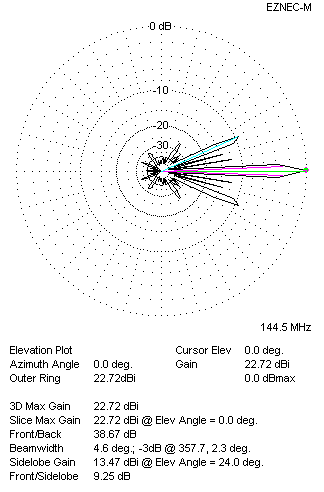 EZNEC-M
0 dB
-10
-20
-30
144.5 MHz
Elevation Plot Cursor Elev 0.0 deg.
Azimuth Angle 0.0 deg. Gain 22.72 dBi
Outer Ring 22.72dBi 0.0 dBmax
3D Max Gain 22.72 dBi
Slice Max Gain 22.72 dBi @ Elev Angle = 0.0 deg.
Front/Back 38.67 dB
Beamwidth 4.6 deg.; -3dB @ 357.7, 2.3 deg.
Sidelobe Gain 13.47 dBi @ Elev Angle = 24.0 deg.
Front/Sidelobe 9.25 dB